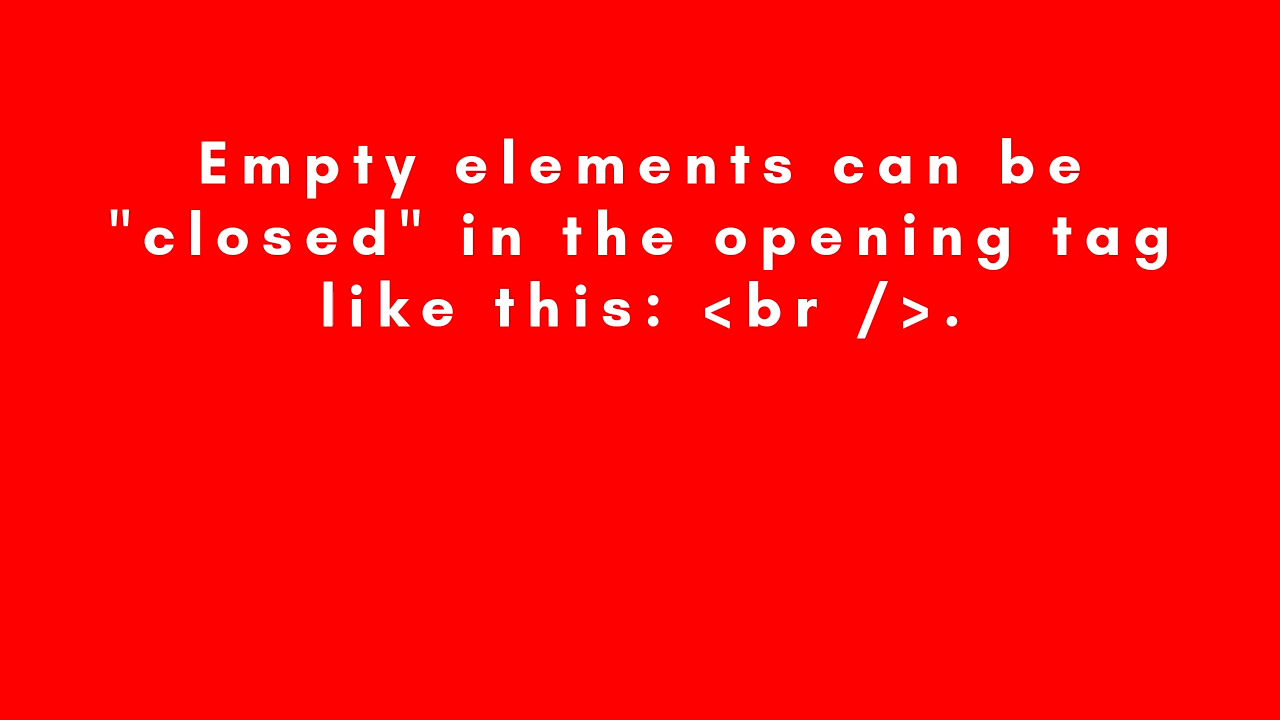 Empty elements can be
"closed" in the opening tag
like this: <br />.